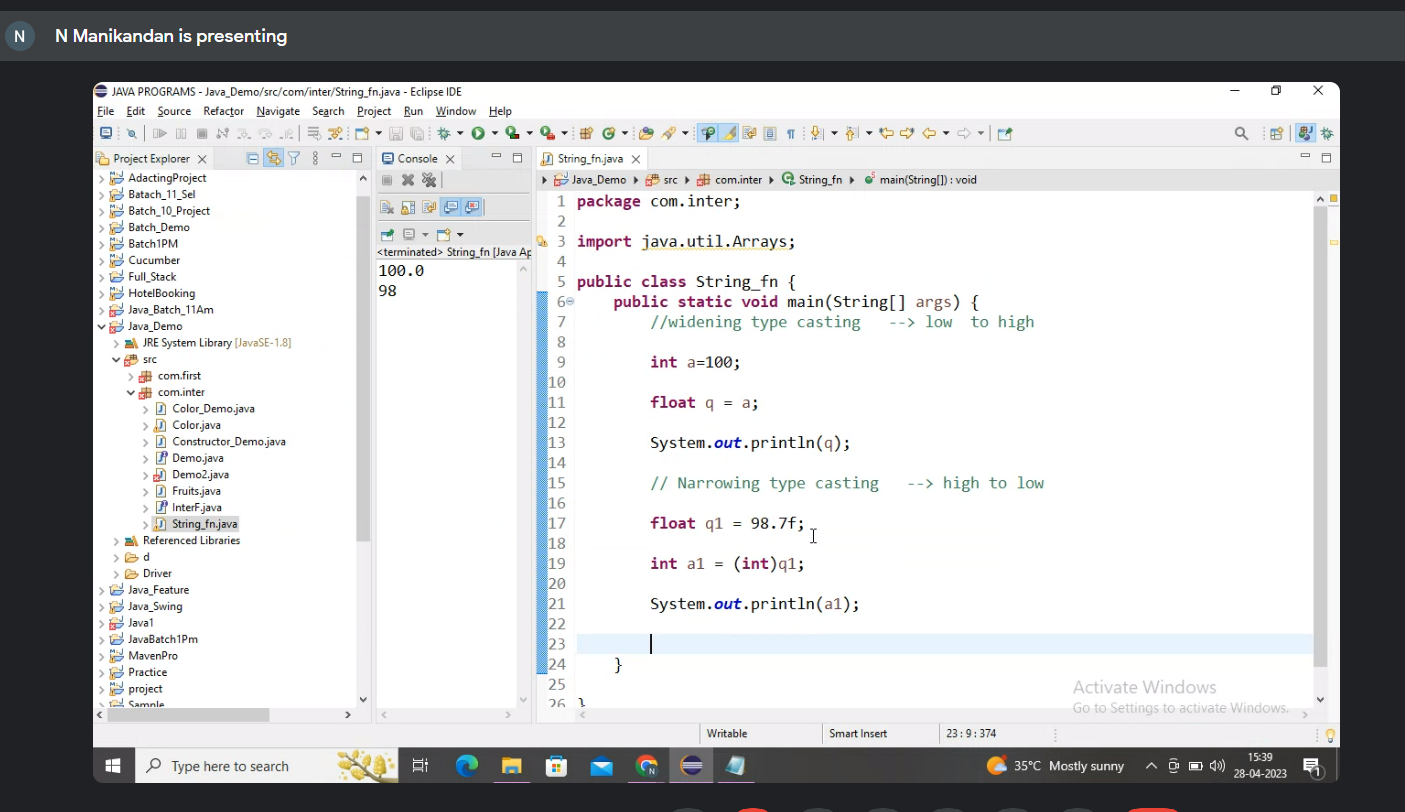 N
N Manikandan is presenting
JAVA PROGRAMS - Java_Demo/src/com/inter/String_fn.java - Eclipse IDE
File Edit Source Refactor Navigate Search Project Run Window Help
Project Explorer
AdactingProject
Batach_11_Sel
Batch_10_Project
Batch_Demo
Batch1PM
Cucumber
Full_Stack
HotelBooking
Java_Batch_11Am
Java_Demo
JRE System Library [JavaSE-1.8]
src
com.first
com.inter
Color_Demo.java
Color.java
Constructor_Demo.java
Demo.java
Demo2.java
Fruits.java
InterF.java
String_fn.java
Referenced Libraries
d
Driver
Java_Feature
Java_Swing
Java1
JavaBatch1Pm
MavenPro
Practice
project
Sample
Console
<terminated> String_fn [Java Ap
100.0
98
String_fn.java
Java_Demo src com.inter String_fn main(String[]) : void
1 package com.inter;
2
3 import java.util.Arrays;
4
5 public class String_fn {
6 public static void main(String[] args) {
7 //widening type casting --> low to high
8
9 int a=100;
10
11 float q = a;
12
13 System.out.println(q);
14
15 // Narrowing type casting --> high to low
16
17 float q1 = 98.7f;
18
19 int a1 = (int)q1;
20
21 System.out.println(a1);
22
23
24 }
25
26 }
Activate Windows
Go to Settings to activate Windows.
Writable Smart Insert 23 : 9 : 374
Type here to search
N
35°C Mostly sunny
15:39
28-04-2023
1